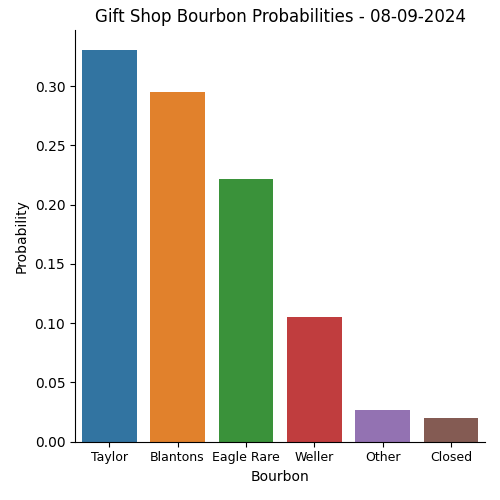 Gift Shop Bourbon Probabilities - 08-09-2024
Probability
0.30
0.25
0.20
0.15
0.10
0.05
0.00
Taylor Blantons Eagle Rare Weller Other Closed
Bourbon